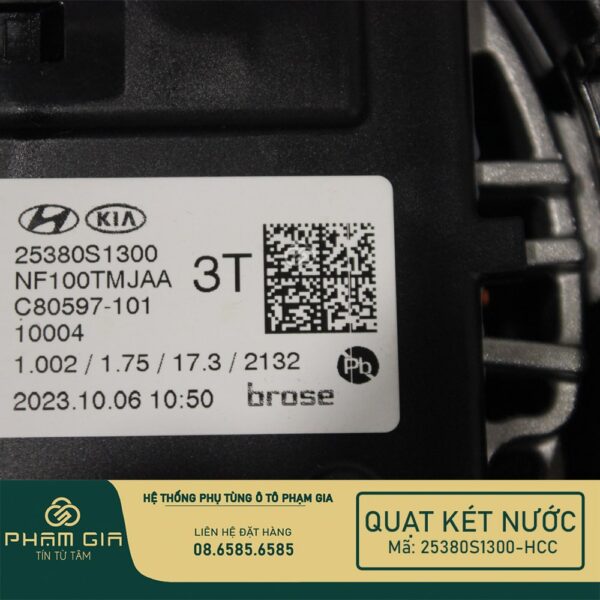 KIA
25380S1300
NF100TMJAA
3T
C80597-101
10004
1.002 / 1.75 / 17.3 / 2132
Pb
2023.10.06 10:50
brose
PHẠM GIA
TÍN TỪ TÂM
HỆ THỐNG PHỤ TÙNG Ô TÔ PHẠM GIA
LIÊN HỆ ĐẶT HÀNG
08.6585.6585
QUẠT KÉT NƯỚC
Mã: 25380S1300-HCC